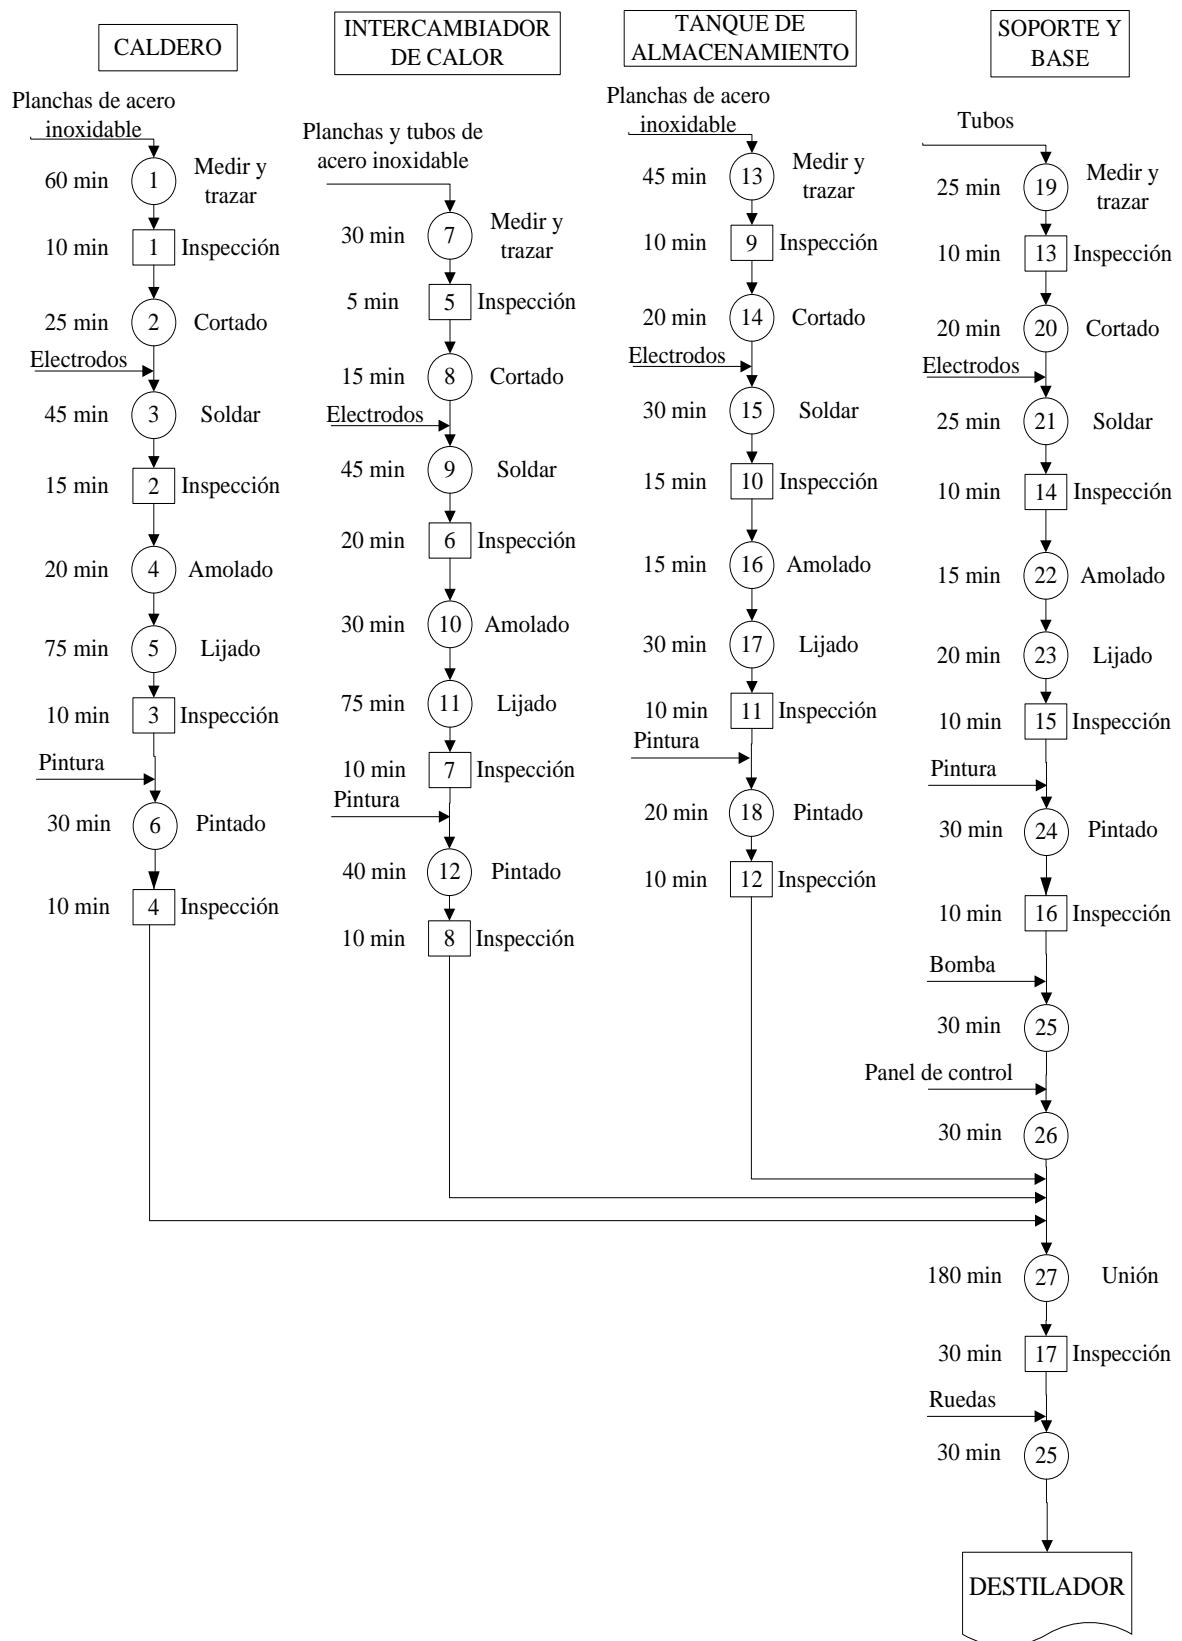 CALDERO
Planchas de acero
inoxidable
60 min
1
Medir y
trazar
10 min
1
Inspección
25 min
2
Cortado
Electrodos
45 min
3
Soldar
15 min
2
Inspección
20 min
4
Amolado
75 min
5
Lijado
10 min
3
Inspección
Pintura
30 min
6
Pintado
10 min
4
Inspección
INTERCAMBIADOR
DE CALOR
Planchas y tubos de
acero inoxidable
30 min
7
Medir y
trazar
5 min
5
Inspección
15 min
8
Cortado
Electrodos
45 min
9
Soldar
20 min
6
Inspección
30 min
10
Amolado
75 min
11
Lijado
10 min
7
Inspección
Pintura
40 min
12
Pintado
10 min
8
Inspección
TANQUE DE
ALMACENAMIENTO
Planchas de acero
inoxidable
45 min
13
Medir y
trazar
10 min
9
Inspección
20 min
14
Cortado
Electrodos
30 min
15
Soldar
15 min
10
Inspección
15 min
16
Amolado
30 min
17
Lijado
10 min
11
Inspección
Pintura
20 min
18
Pintado
10 min
12
Inspección
SOPORTE Y
BASE
Tubos
25 min
19
Medir y
trazar
10 min
13
Inspección
20 min
20
Cortado
Electrodos
25 min
21
Soldar
10 min
14
Inspección
15 min
22
Amolado
20 min
23
Lijado
10 min
15
Inspección
Pintura
30 min
24
Pintado
10 min
16
Inspección
Bomba
30 min
25
Panel de control
30 min
26
180 min
27
Unión
30 min
17
Inspección
Ruedas
30 min
25
DESTILADOR